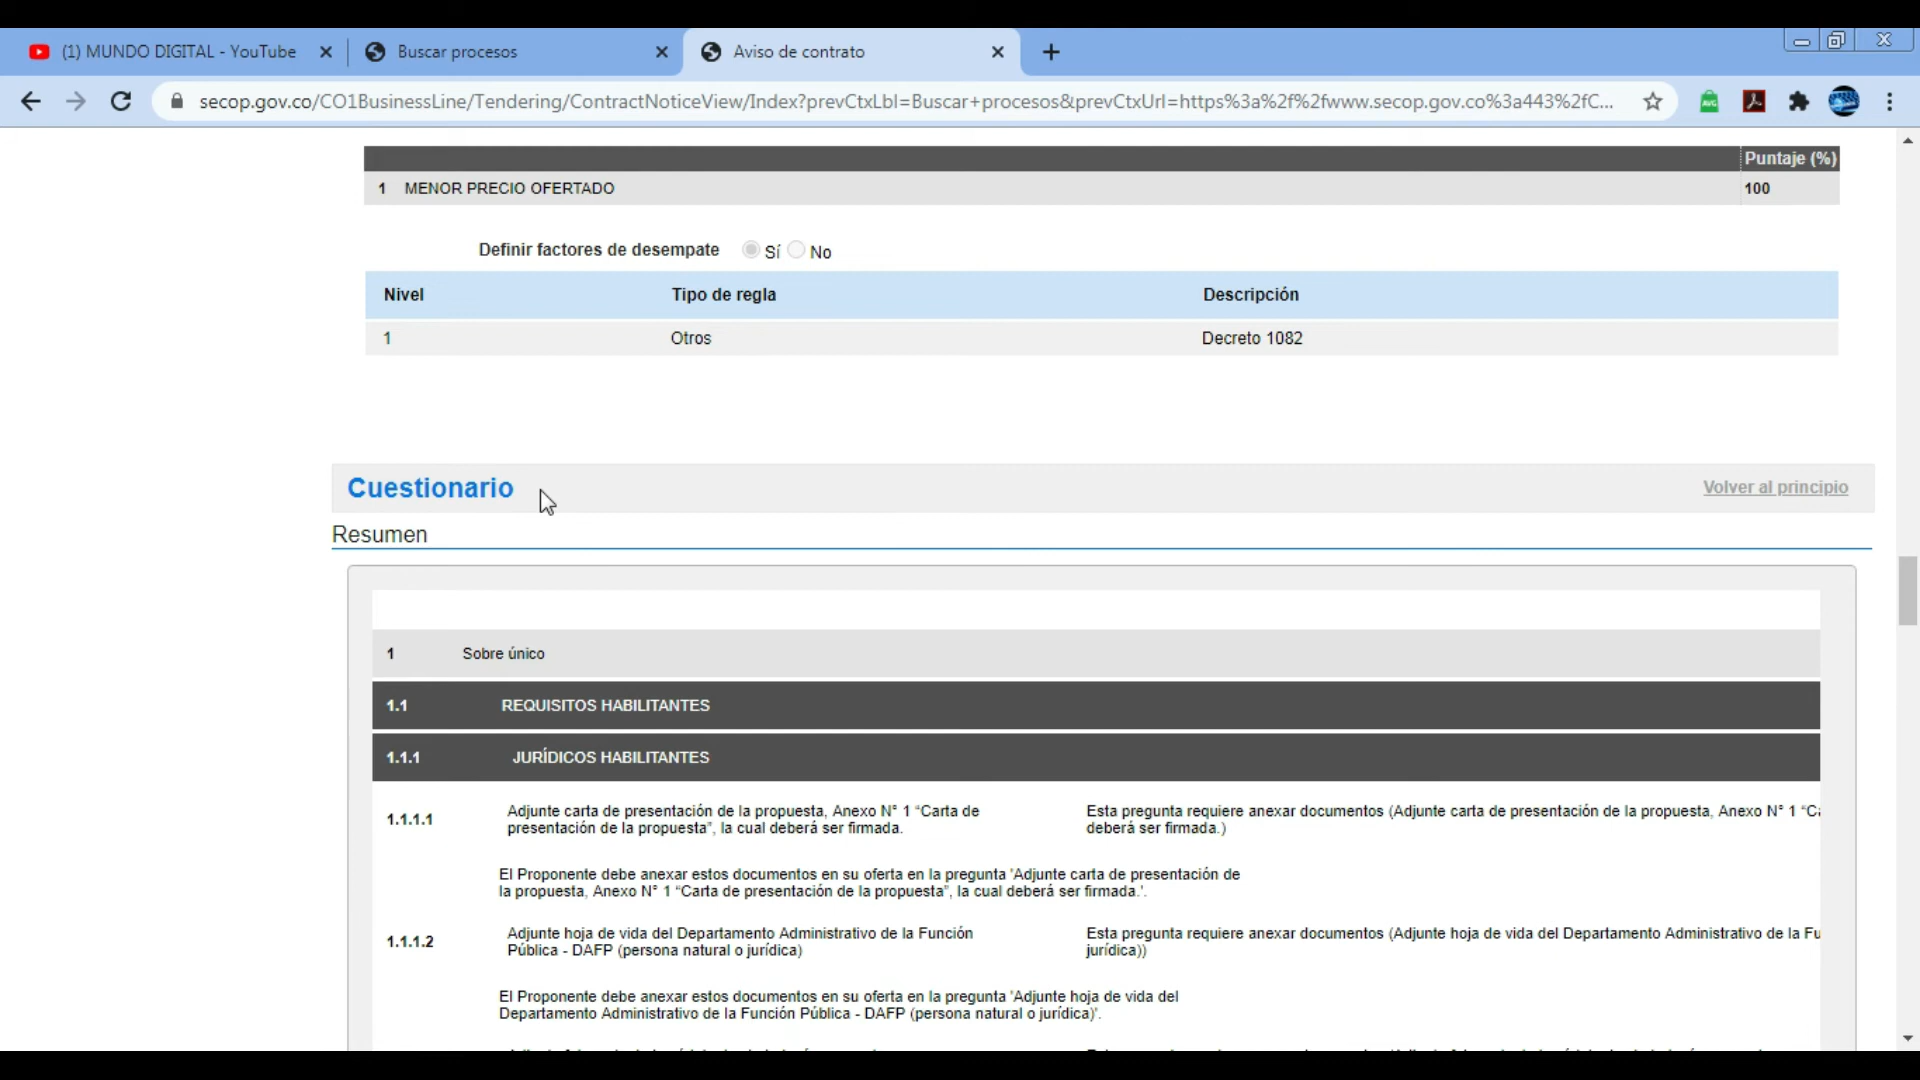 (1) MUNDO DIGITAL - YouTube
Buscar procesos
Aviso de contrato
secop.gov.co/CO1BusinessLine/Tendering/ContractNoticeView/Index?prevCtxLbl=Buscar+procesos&prevCtxUrl=https%3a%2f%2fwww.secop.gov.co%3a443%2fC...
Puntaje (%)
1 MENOR PRECIO OFERTADO 100
Definir factores de desempate Sí No
Nivel Tipo de regla Descripción
1 Otros Decreto 1082
Cuestionario Volver al principio
Resumen
1 Sobre único
1.1 REQUISITOS HABILITANTES
1.1.1 JURÍDICOS HABILITANTES
1.1.1.1
Adjunte carta de presentación de la propuesta, Anexo N° 1 “Carta de
presentación de la propuesta”, la cual deberá ser firmada.
Esta pregunta requiere anexar documentos (Adjunte carta de presentación de la propuesta, Anexo N° 1 “Ca
deberá ser firmada.)
El Proponente debe anexar estos documentos en su oferta en la pregunta 'Adjunte carta de presentación de
la propuesta, Anexo N° 1 “Carta de presentación de la propuesta”, la cual deberá ser firmada.'.
1.1.1.2
Adjunte hoja de vida del Departamento Administrativo de la Función
Pública - DAFP (persona natural o jurídica)
Esta pregunta requiere anexar documentos (Adjunte hoja de vida del Departamento Administrativo de la Fu
jurídica))
El Proponente debe anexar estos documentos en su oferta en la pregunta 'Adjunte hoja de vida del
Departamento Administrativo de la Función Pública - DAFP (persona natural o jurídica)'.